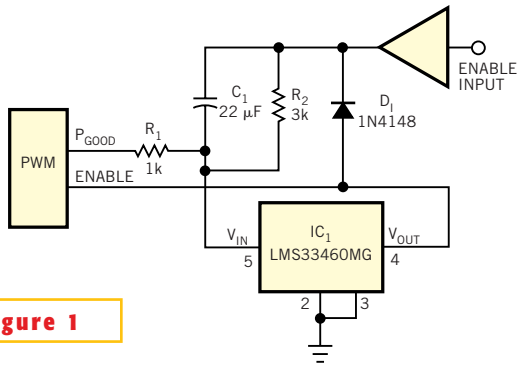 ENABLE
INPUT
C1
22 µF
R2
3k
DI
1N4148
PGOOD
R1
1k
PWM
ENABLE
VIN
5
IC1
LMS33460MG
VOUT
4
2
3
gure 1